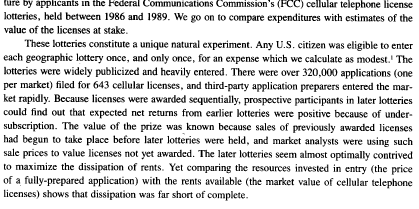 ture by applicants in the Federal Communications Commission's (FCC) cellular telephone license
lotteries, held between 1986 and 1989. We go on to compare expenditures with estimates of the
value of the licenses at stake.
These lotteries constitute a unique natural experiment. Any U.S. citizen was eligible to enter
each geographic lottery once, and only once, for an expense which we calculate as modest.¹ The
lotteries were widely publicized and heavily entered. There were over 320,000 applications (one
per market) filed for 643 cellular licenses, and third-party application preparers entered the mar-
ket rapidly. Because licenses were awarded sequentially, prospective participants in later lotteries
could find out that expected net returns from earlier lotteries were positive because of under-
subscription. The value of the prize was known because sales of previously awarded licenses
had begun to take place before later lotteries were held, and market analysts were using such
sale prices to value licenses not yet awarded. The later lotteries seem almost optimally contrived
to maximize the dissipation of rents. Yet comparing the resources invested in entry (the price
of a fully-prepared application) with the rents available (the market value of cellular telephone
licenses) shows that dissipation was far short of complete.